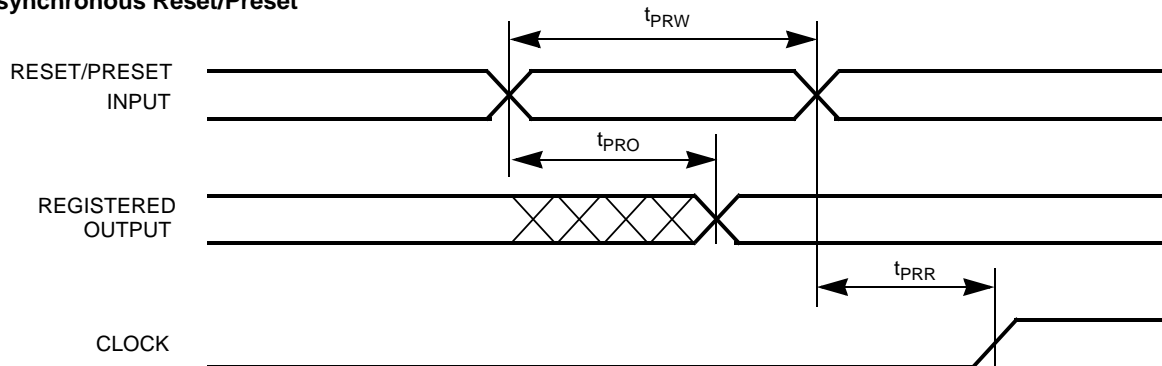 synchronous Reset/Preset
tPRW
RESET/PRESET
INPUT
tPRO
REGISTERED
OUTPUT
tPRR
CLOCK